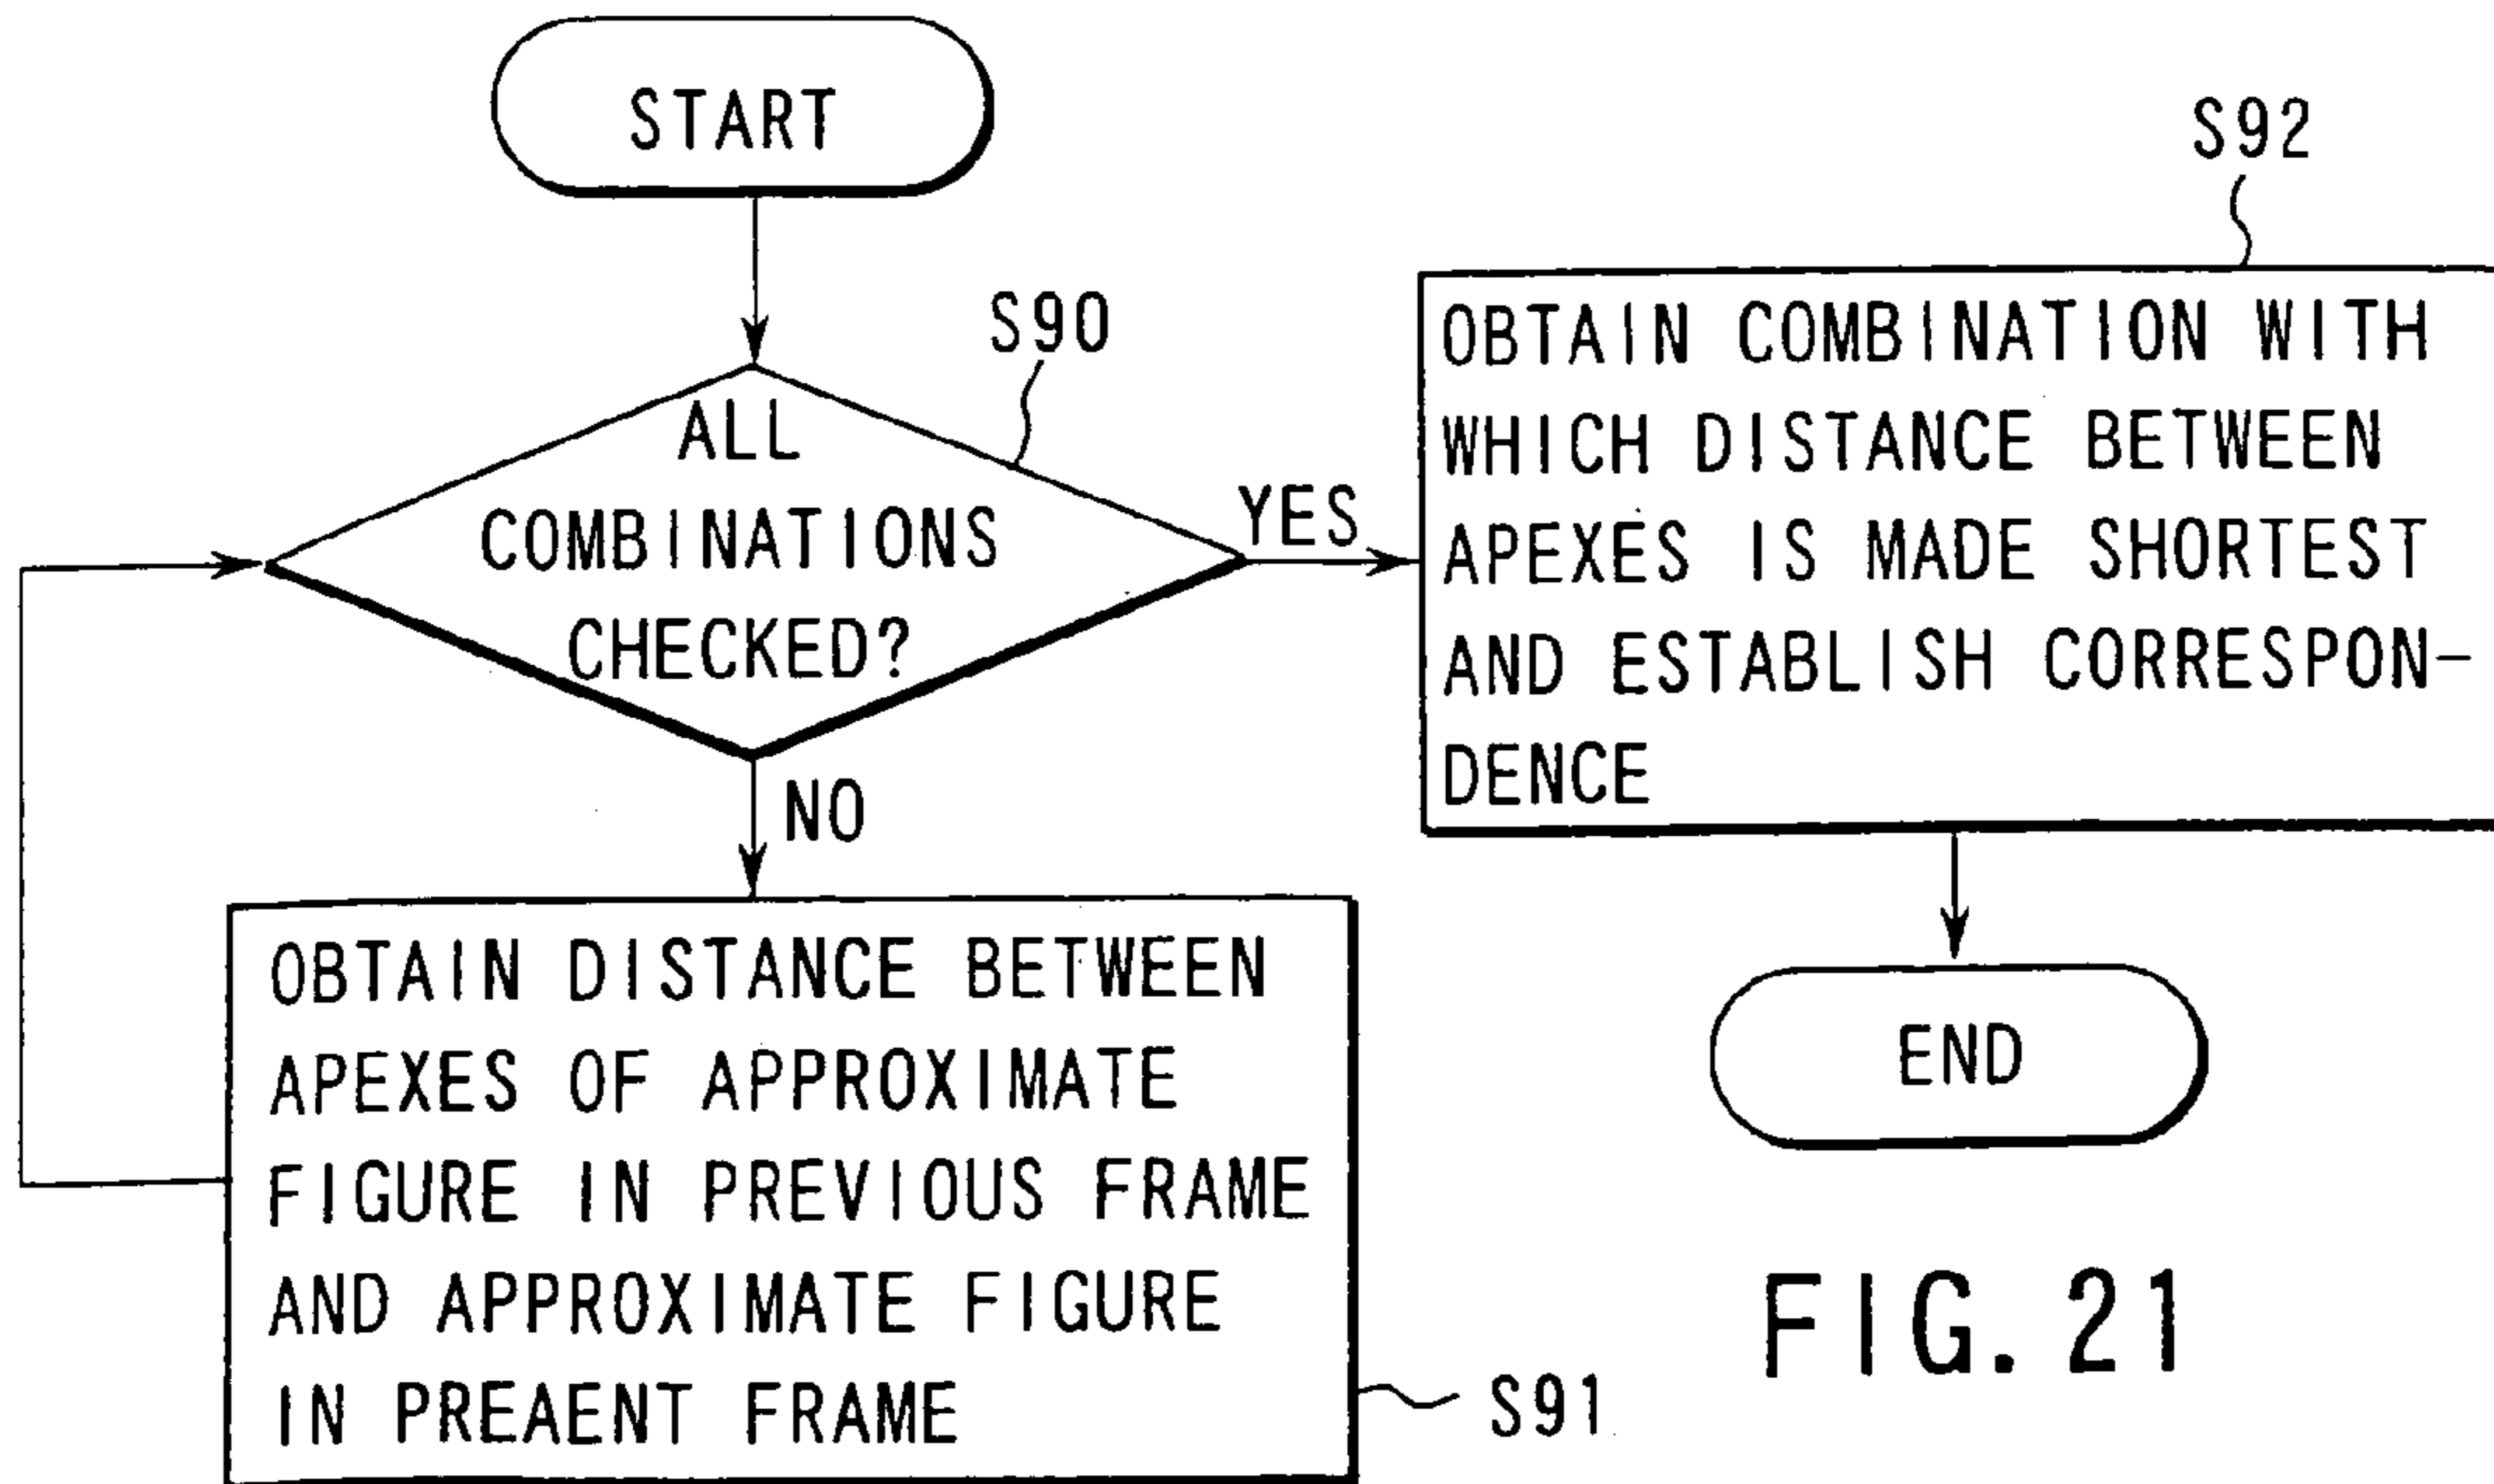 START
S90
ALL
COMBINATIONS
CHECKED?
YES
NO
S92
OBTAIN COMBINATION WITH
WHICH DISTANCE BETWEEN
APEXES IS MADE SHORTEST
AND ESTABLISH CORRESPON-
DENCE
OBTAIN DISTANCE BETWEEN
APEXES OF APPROXIMATE
FIGURE IN PREVIOUS FRAME
AND APPROXIMATE FIGURE
IN PREAENT FRAME
S91
END
FIG. 21